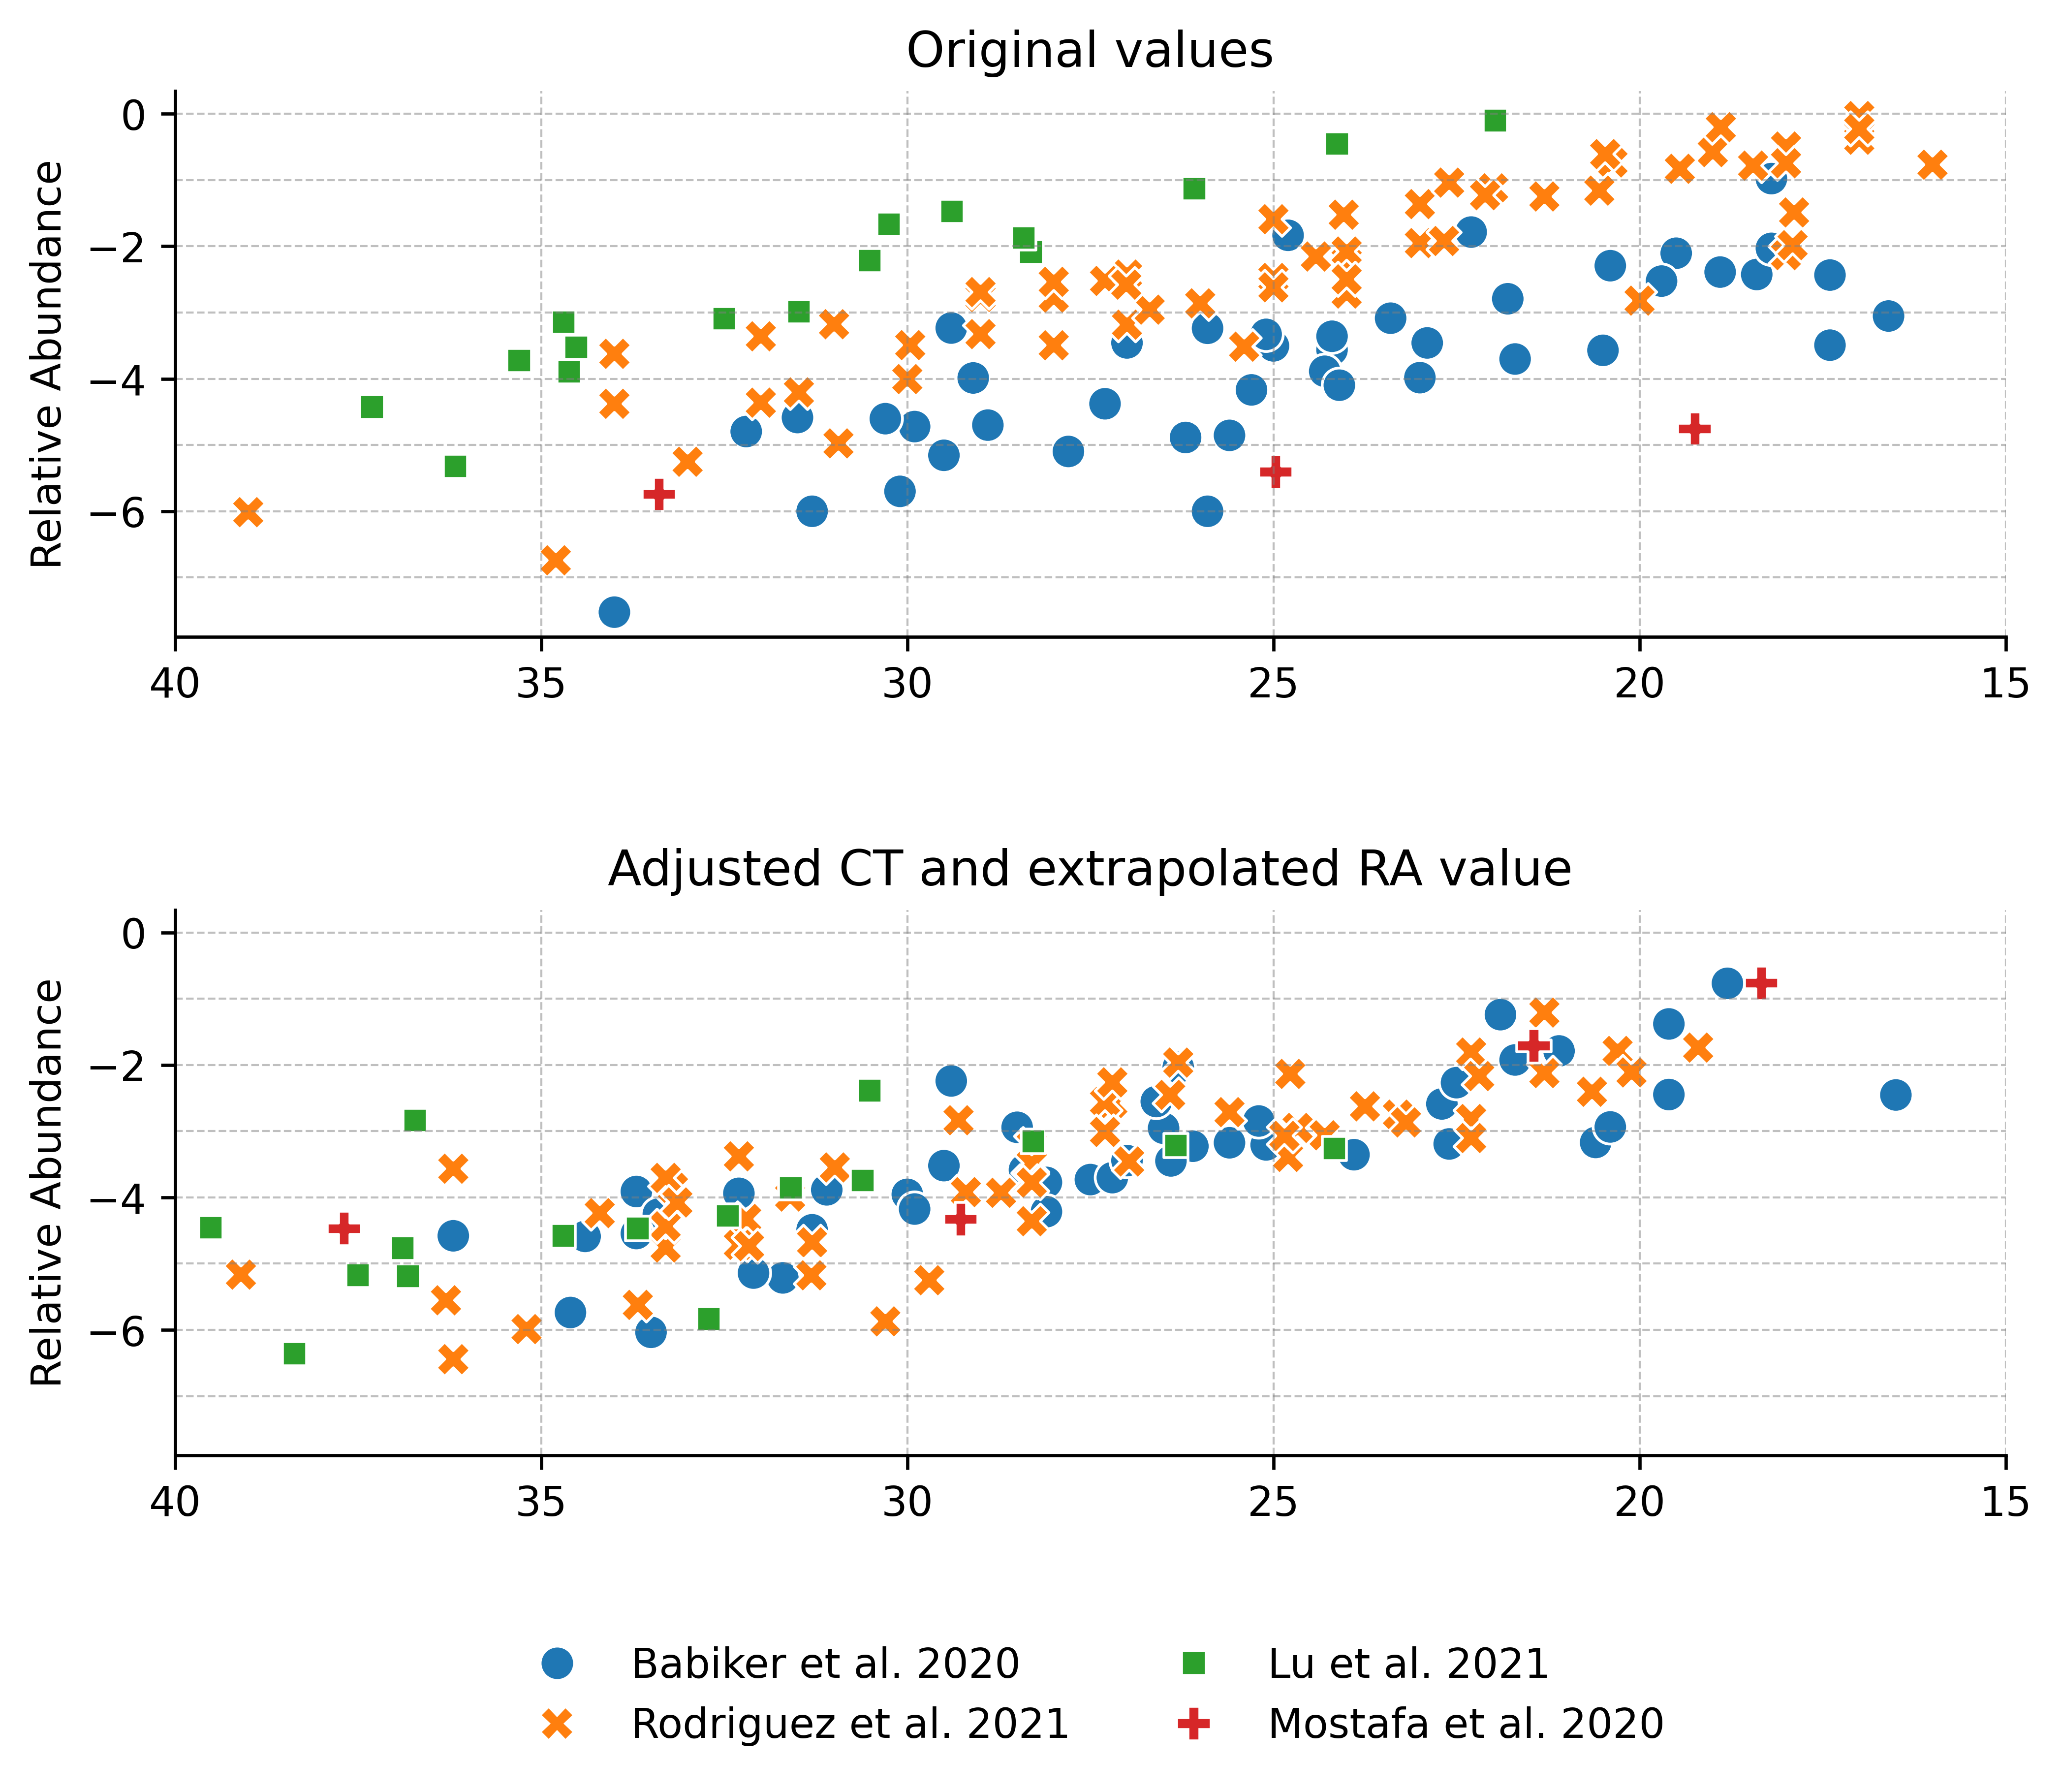 Original values
Relative Abundance
0
−2
−4
−6
40 35 30 25 20 15
Adjusted CT and extrapolated RA value
Relative Abundance
0
−2
−4
−6
40 35 30 25 20 15
Babiker et al. 2020
Rodriguez et al. 2021
Lu et al. 2021
Mostafa et al. 2020